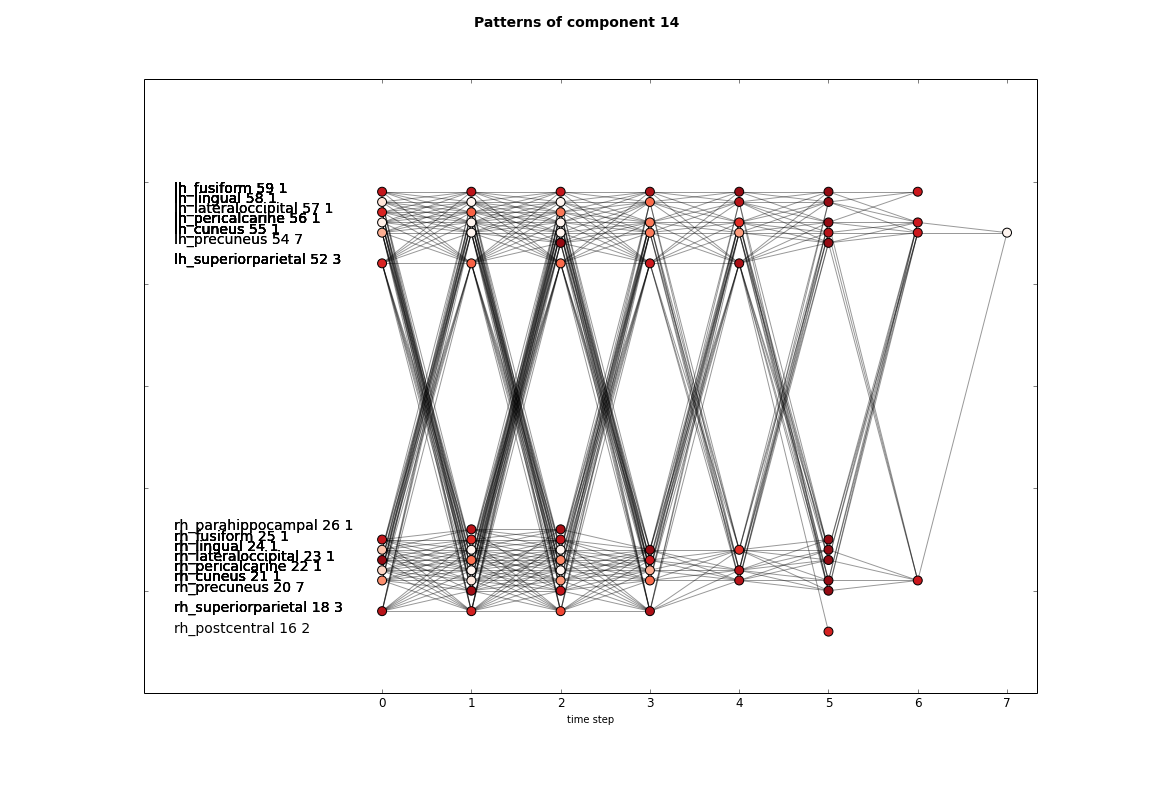 Patterns of component 14
lh_fusiform 59 1
lh_lingual 58 1
lh_lateraloccipital 57 1
lh_pericalcarine 56 1
lh_cuneus 55 1
lh_precuneus 54 7
lh_superiorparietal 52 3
rh_parahippocampal 26 1
rh_fusiform 25 1
rh_lingual 24 1
rh_lateraloccipital 23 1
rh_pericalcarine 22 1
rh_cuneus 21 1
rh_precuneus 20 7
rh_superiorparietal 18 3
rh_postcentral 16 2
0 1 2 3 4 5 6 7
time step